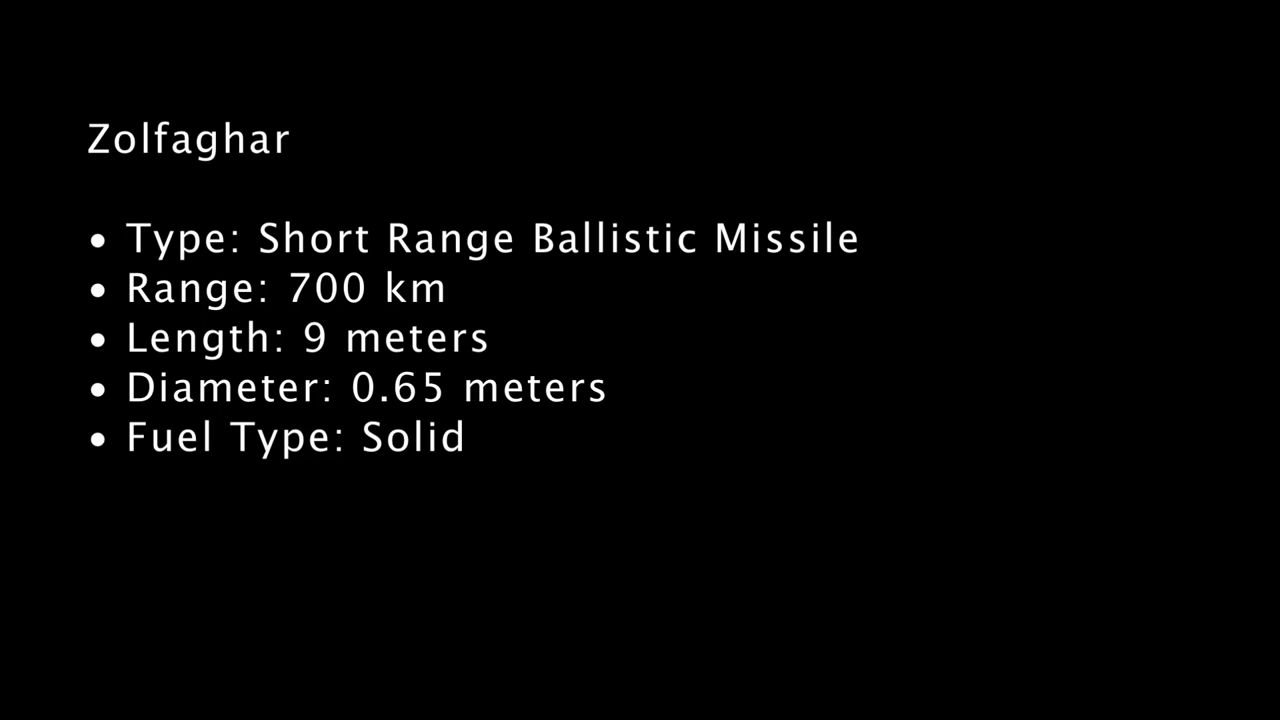 Zolfaghar
• Type: Short Range Ballistic Missile
• Range: 700 km
• Length: 9 meters
• Diameter: 0.65 meters
• Fuel Type: Solid